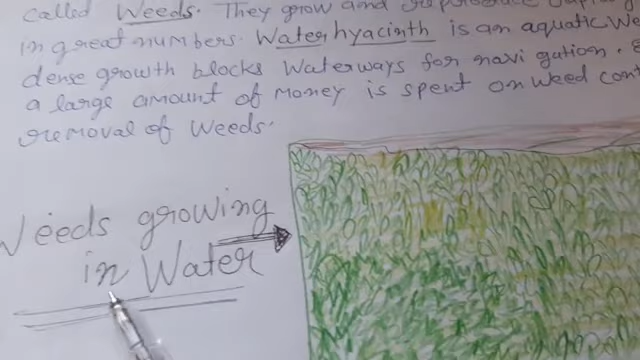 called Weeds. They grow and reproduce
in great numbers. Water hyacinth is an aquatic
dense growth blocks waterways for navigation.
a large amount of money is spent on weed
removal of Weeds.
Weeds growing
in Water